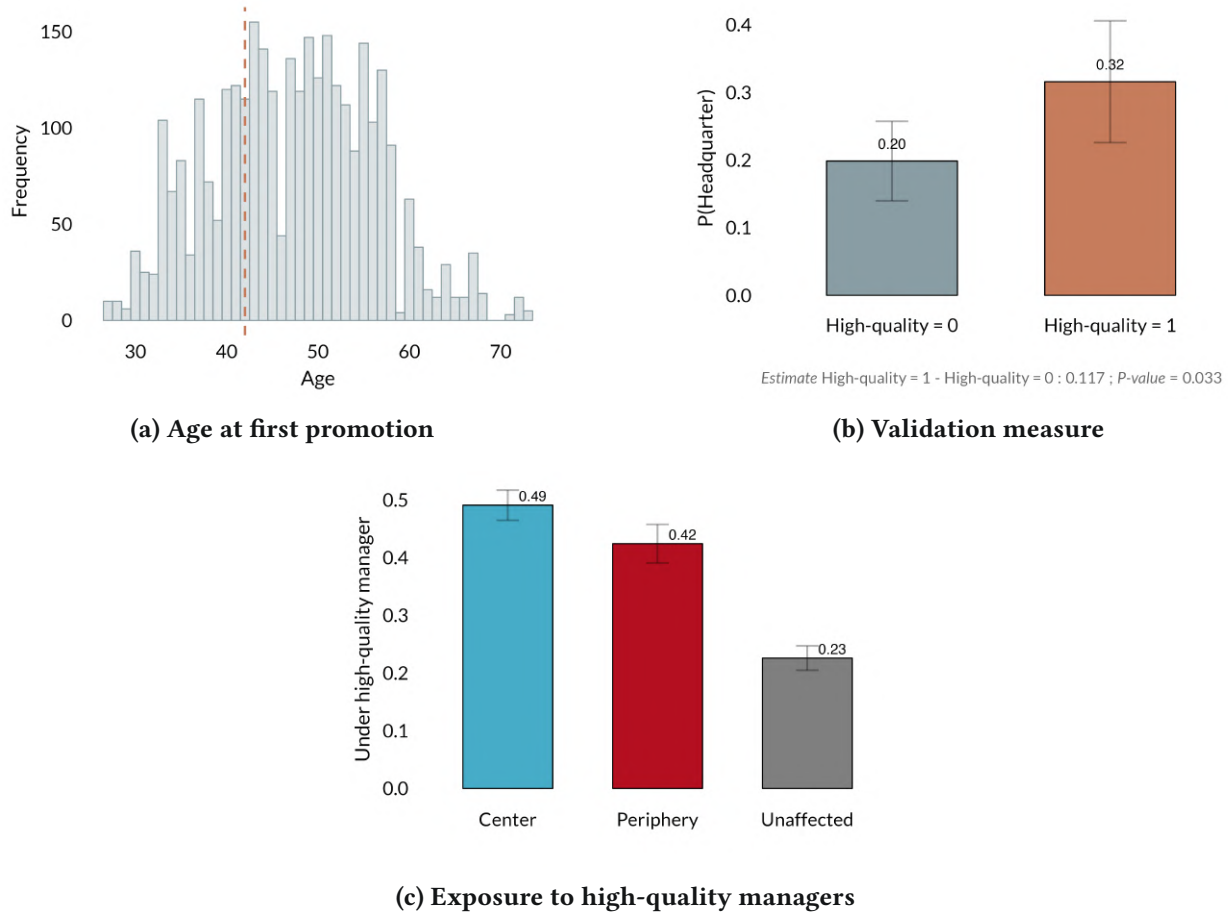 150
100
50
0
Frequency
30 40 50 60 70
Age
(a) Age at first promotion
0.4
0.3
0.2
0.1
0.0
P(Headquarter)
0.20
0.32
High-quality = 0 High-quality = 1
Estimate High-quality = 1 - High-quality = 0 : 0.117 ; P-value = 0.033
(b) Validation measure
0.5
0.4
0.3
0.2
0.1
0.0
Under high-quality manager
0.49
0.42
0.23
Center Periphery Unaffected
(c) Exposure to high-quality managers